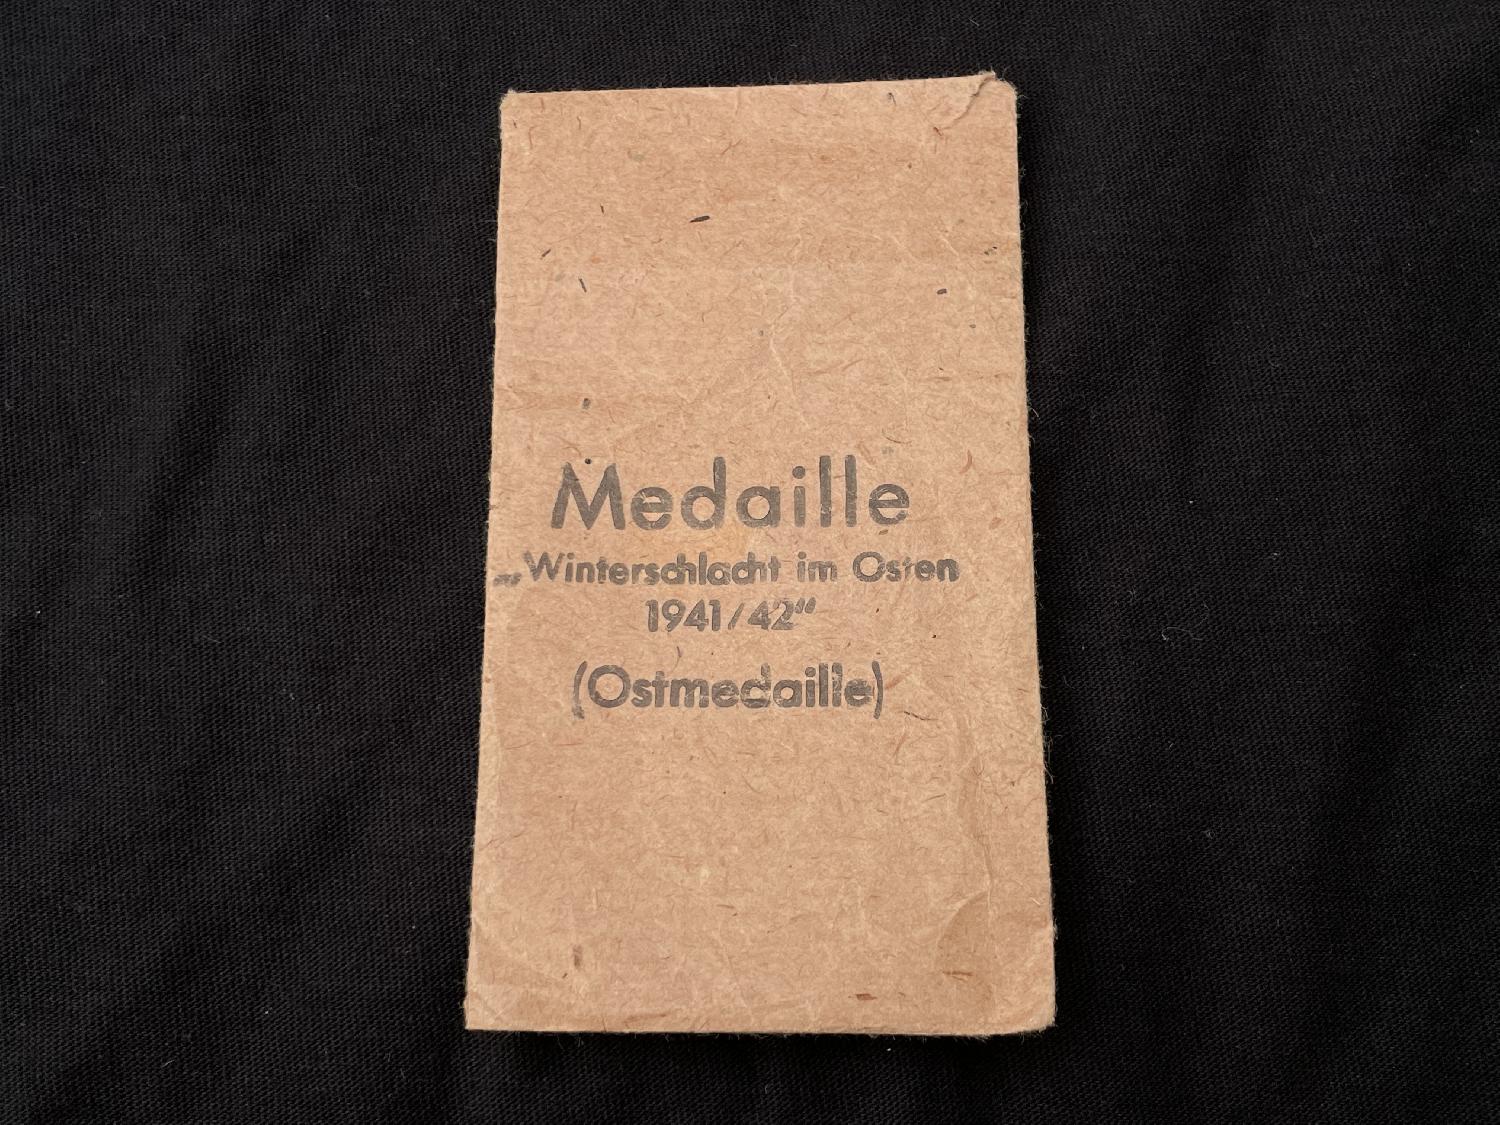 Medaille
„Winterschlacht im Osten
1941/42“
(Ostmedaille)